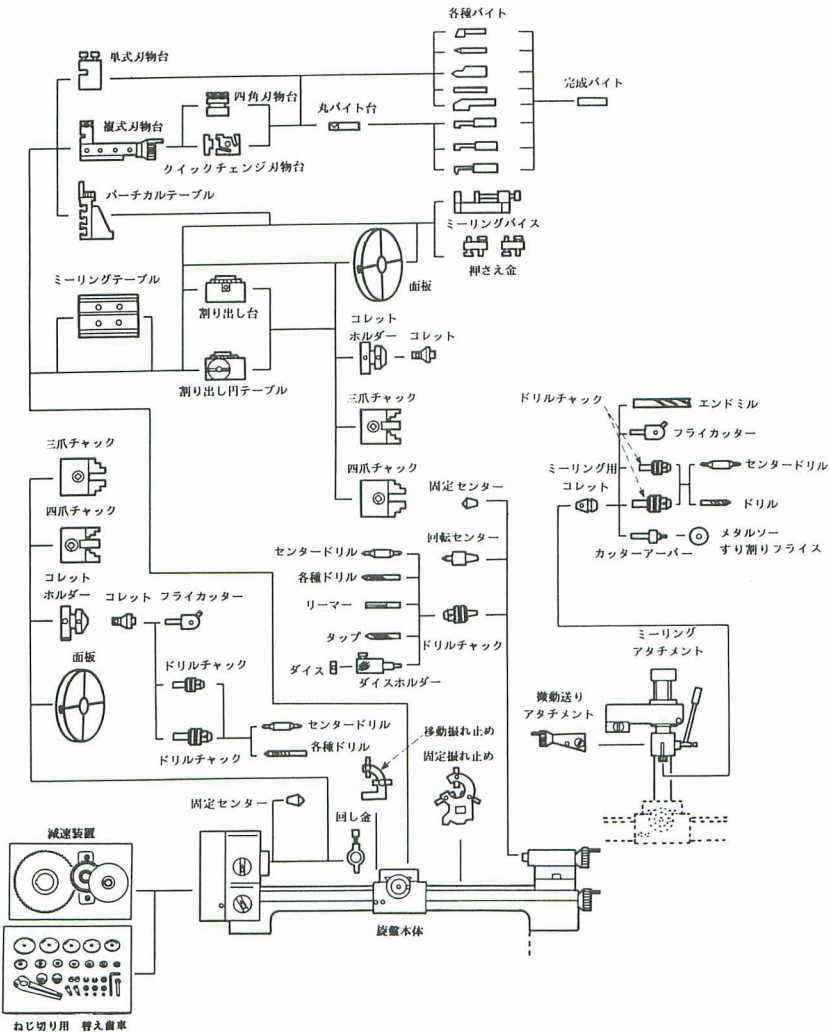 各種バイト
単式刃物台
四角刃物台
丸バイト台
完成バイト
複式刃物台
クイックチェンジ刃物台
バーチカルテーブル
ミーリングバイス
押さえ金
面板
ミーリングテーブル
割り出し台
コレット
ホルダー
コレット
割り出し円テーブル
三爪チャック
四爪チャック
ドリルチャック
エンドミル
フライカッター
ミーリング用
コレット
センタードリル
ドリル
カッターアーバー
メタルソー
すり割りフライス
三爪チャック
四爪チャック
コレット
ホルダー
コレット
フライカッター
面板
ドリルチャック
ドリルチャック
センタードリル
各種ドリル
固定センター
回転センター
センタードリル
各種ドリル
リーマー
タップ
ドリルチャック
ダイス
ダイスホルダー
ミーリング
アタチメント
微動送り
アタチメント
移動振れ止め
固定振れ止め
固定センター
回し金
減速装置
旋盤本体
ねじ切り用 替え歯車